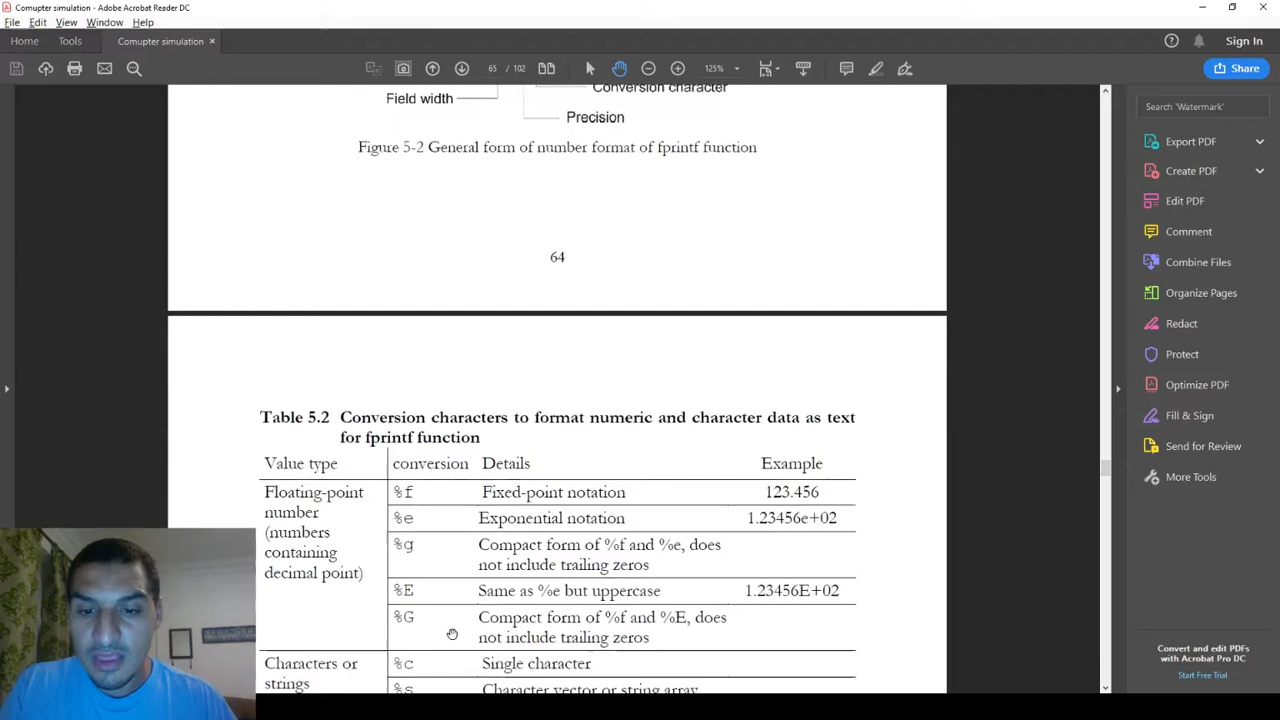 Comupter simulation - Adobe Acrobat Reader DC
File Edit View Window Help
Home Tools Comupter simulation × Sign In
65 / 102 125% Share
Conversion character
Field width
Precision
Figure 5-2 General form of number format of fprintf function
64
Table 5.2 Conversion characters to format numeric and character data as text
for fprintf function
Value type conversion Details Example
Floating-point %f Fixed-point notation 123.456
number
(numbers %e Exponential notation 1.23456e+02
containing %g Compact form of %f and %e, does
decimal point) not include trailing zeros
%E Same as %e but uppercase 1.23456E+02
%G Compact form of %f and %E, does
not include trailing zeros
Characters or %c Single character
strings %s Character vector or string array
Search 'Watermark'
Export PDF
Create PDF
Edit PDF
Comment
Combine Files
Organize Pages
Redact
Protect
Optimize PDF
Fill & Sign
Send for Review
More Tools
Convert and edit PDFs
with Acrobat Pro DC
Start Free Trial